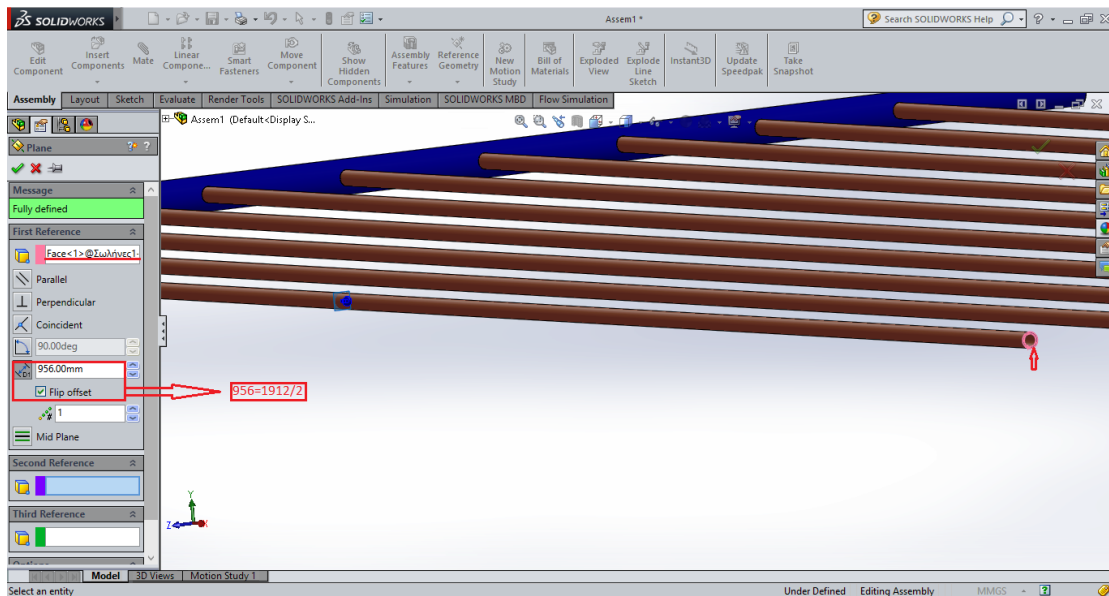 SOLIDWORKS
Assem1 *
Search SOLIDWORKS Help
Edit Component
Insert Components
Mate
Linear Compone...
Smart Fasteners
Move Component
Show Hidden Components
Assembly Features
Reference Geometry
New Motion Study
Bill of Materials
Exploded View
Explode Line Sketch
Instant3D
Update Speedpak
Take Snapshot
Assembly Layout Sketch Evaluate Render Tools SOLIDWORKS Add-Ins Simulation SOLIDWORKS MBD Flow Simulation
Assem1 (Default<Display S...
Plane
Message
Fully defined
First Reference
Face<1>@Σωλήνες1-
Parallel
Perpendicular
Coincident
90.00deg
956.00mm
Flip offset
956=1912/2
1
Mid Plane
Second Reference
Third Reference
Y
Z
X
Options
Model 3D Views Motion Study 1
Select an entity
Under Defined Editing Assembly MMGS